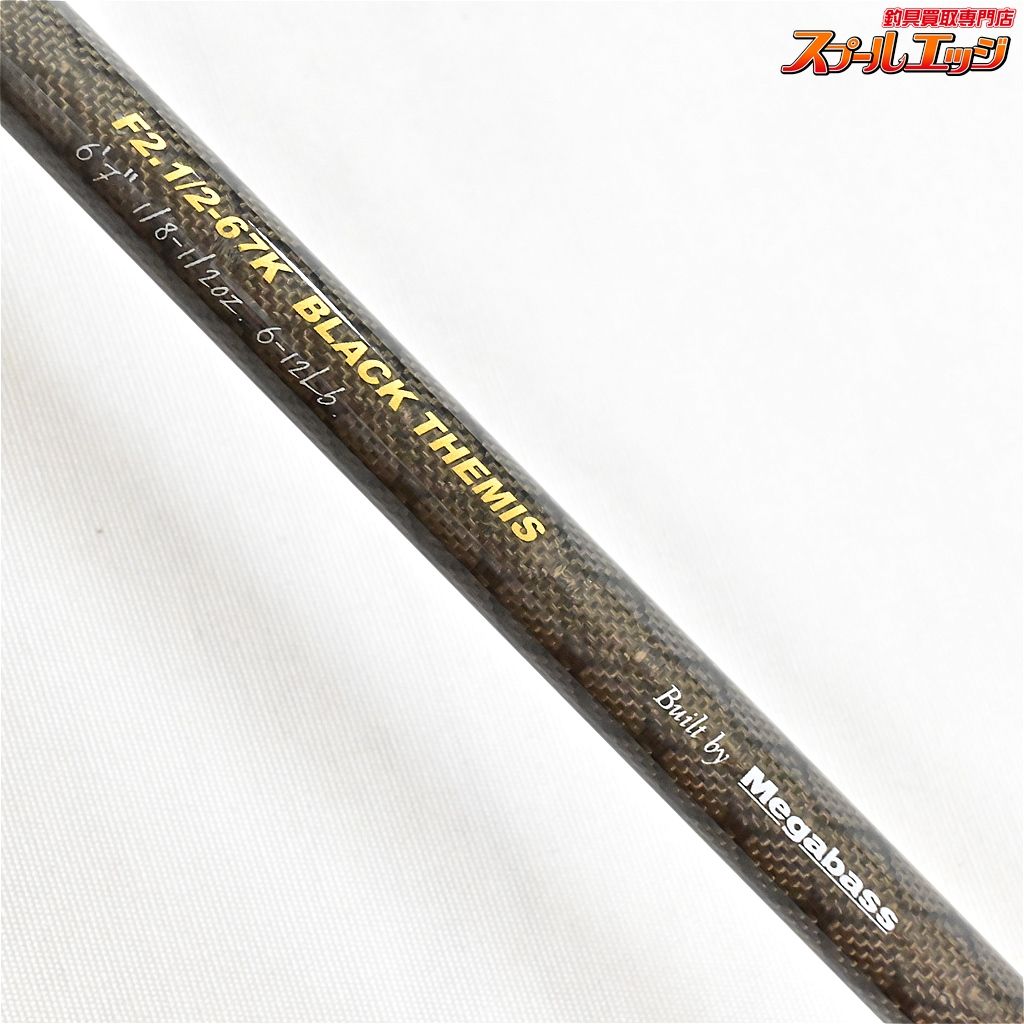 釣具買取専門店
スプールエッジ
F2.1/2-67K BLACK THEMIS
6'7" 1/8-1/2oz. 6-12Lb.
Built by Megabass